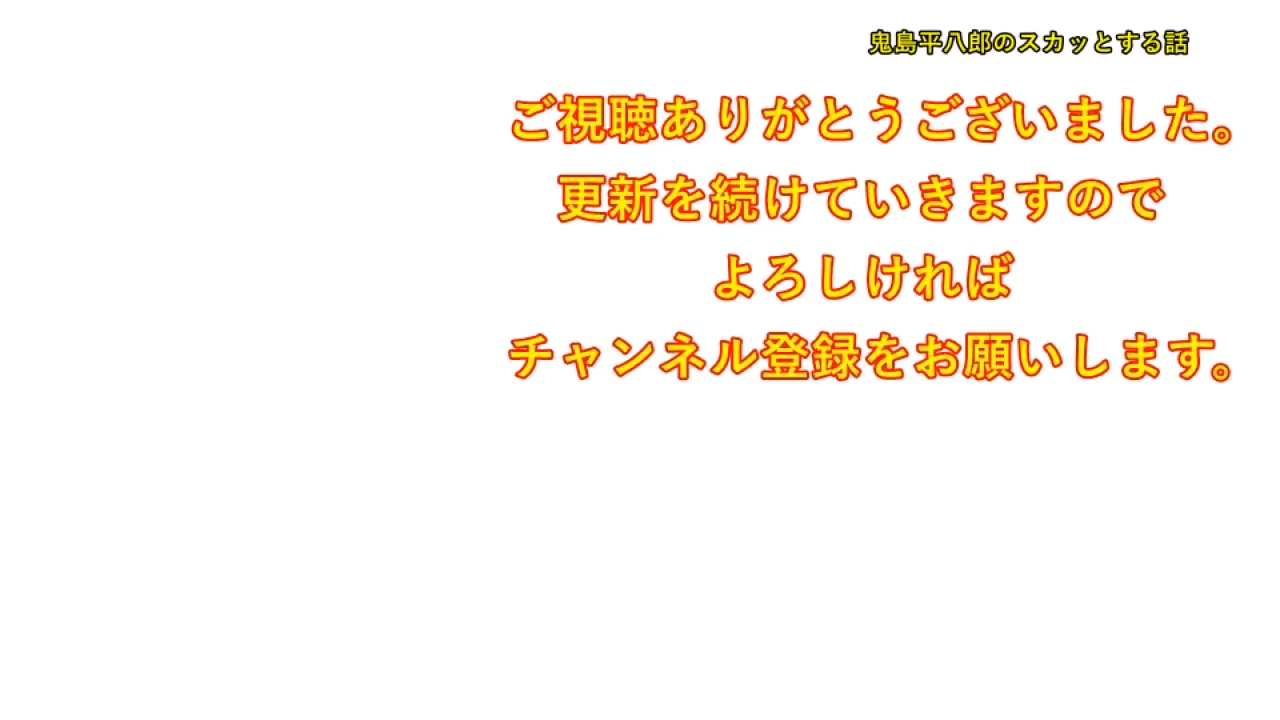 鬼島平八郎のスカッとする話
ご視聴ありがとうございました。
更新を続けていきますので
よろしければ
チャンネル登録をお願いします。